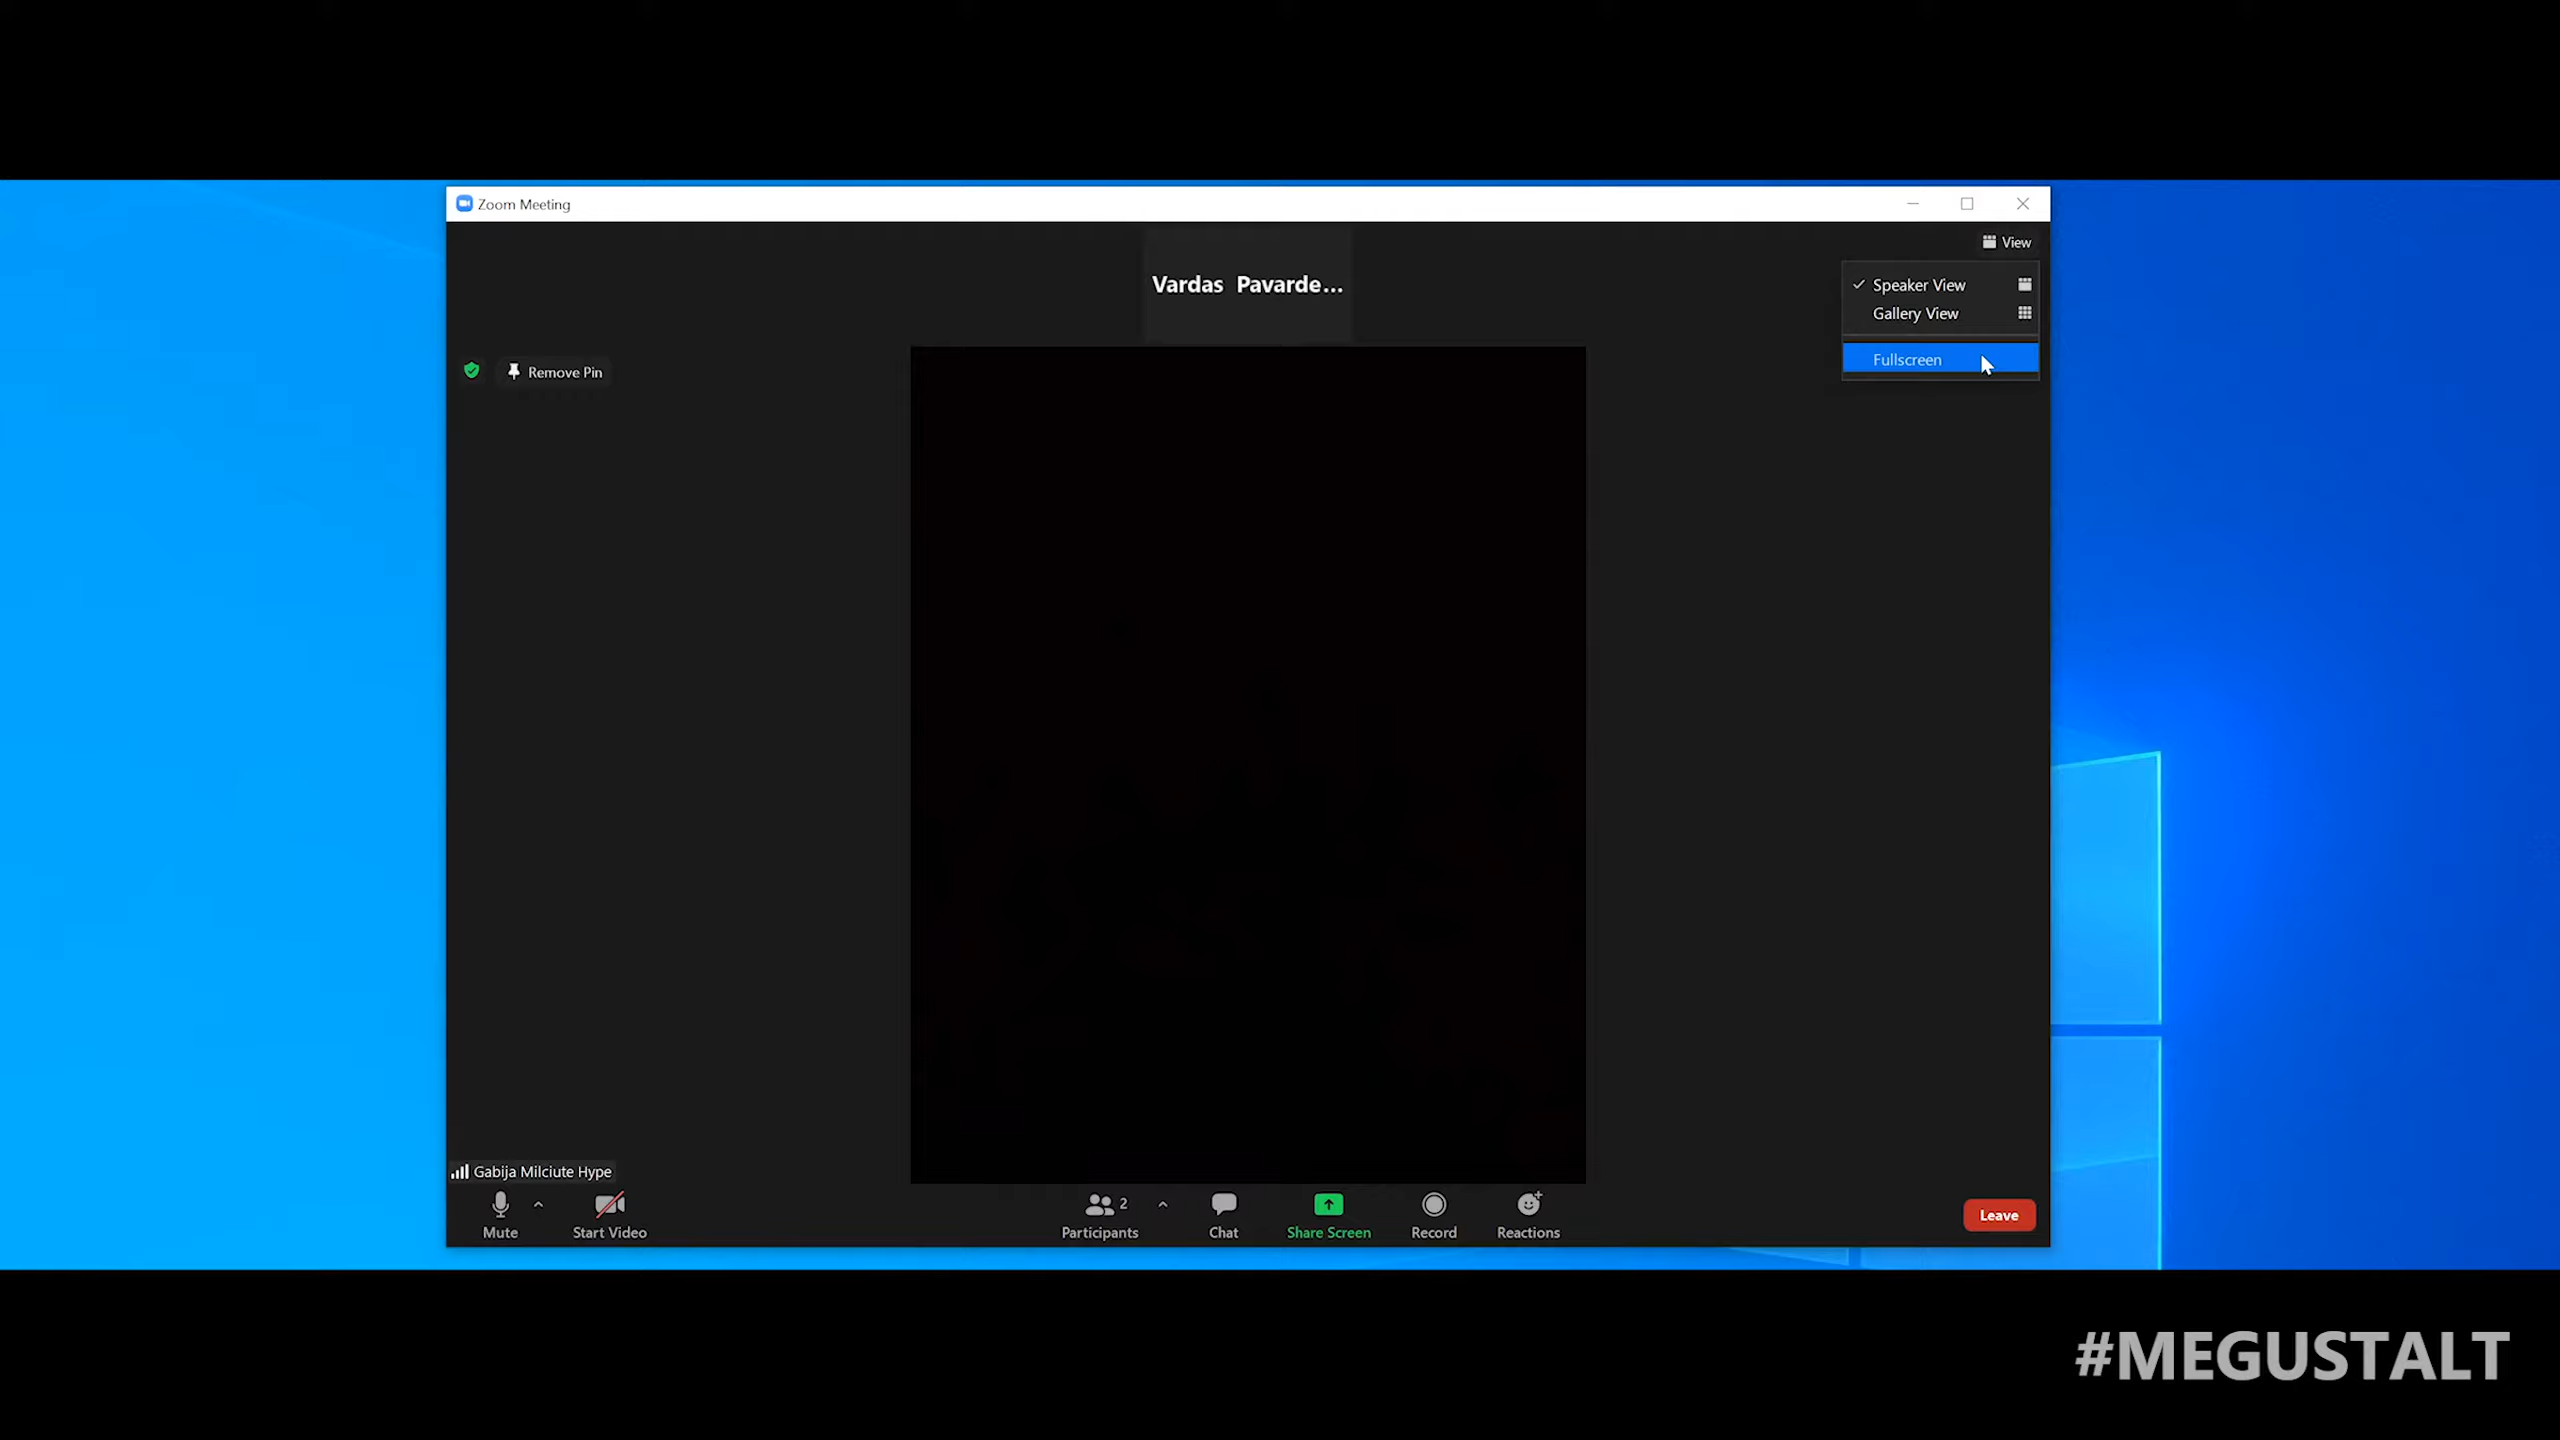 Zoom Meeting
View
Vardas Pavarde...
Speaker View
Gallery View
Fullscreen
Remove Pin
Gabija Milciute Hype
Mute
Start Video
2
Participants
Chat
Share Screen
Record
Reactions
Leave
#MEGUSTALT